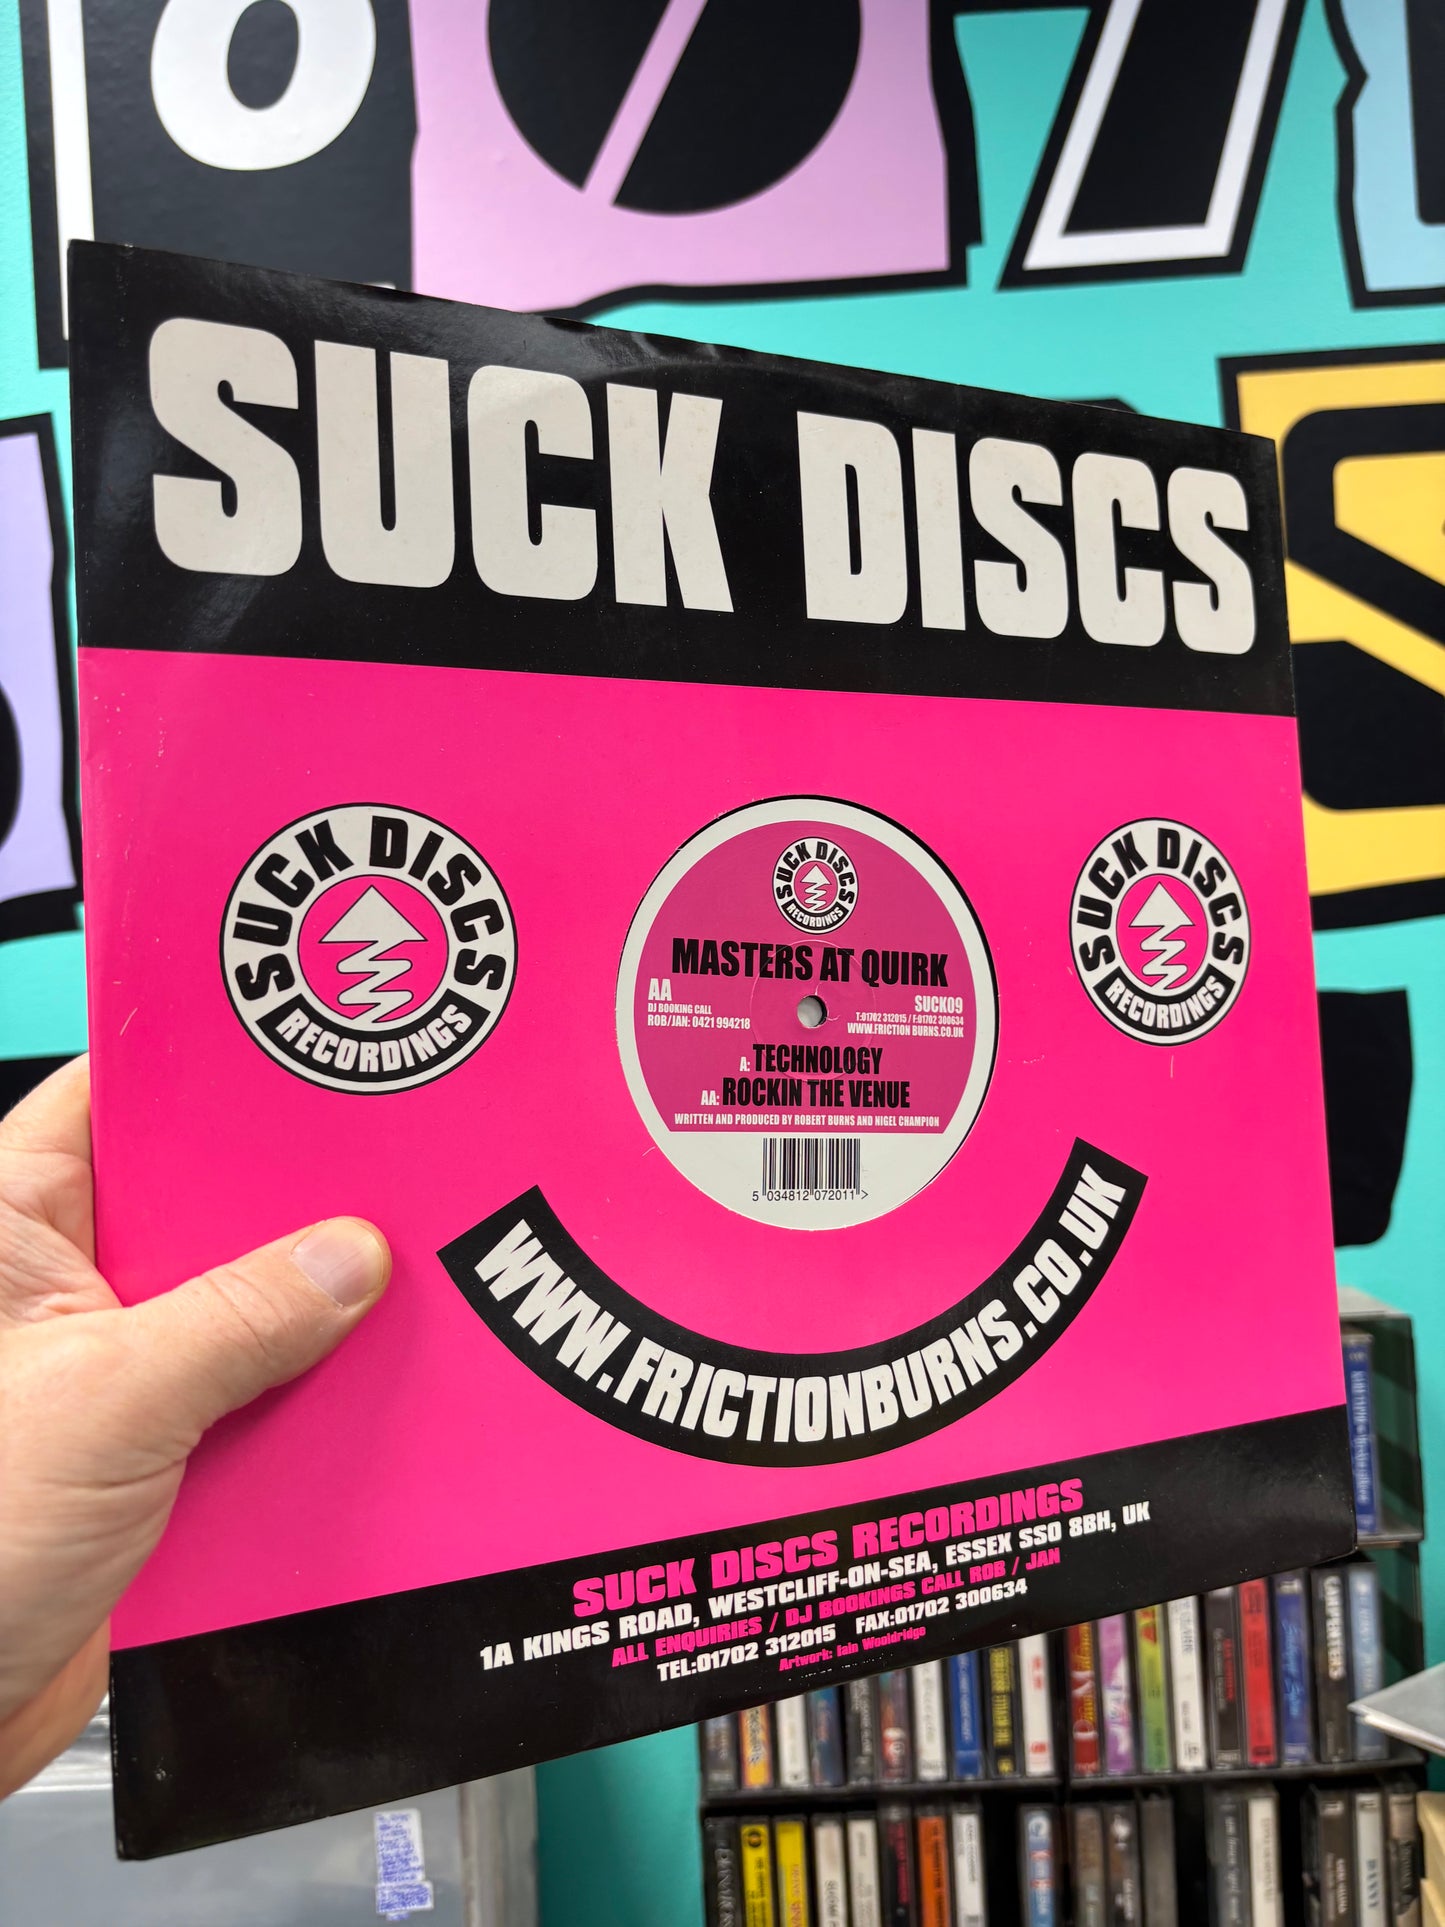 SUCK DISCS
SUCK DISCS
RECORDINGS
SUCK DISCS
RECORDINGS
MASTERS AT QUIRK
AA
DJ BOOKING CALL
ROB/JAN: 0421 994218
SUCK09
T:01702 312015 / F:01702 300634
WWW.FRICTION BURNS.CO.UK
A: TECHNOLOGY
AA: ROCKIN THE VENUE
WRITTEN AND PRODUCED BY ROBERT BURNS AND NIGEL CHAMPION
5 034812 072011 >
SUCK DISCS
RECORDINGS
WWW.FRICTIONBURNS.CO.UK
SUCK DISCS RECORDINGS
1A KINGS ROAD, WESTCLIFF-ON-SEA, ESSEX SS0 8BH, UK
ALL ENQUIRIES / DJ BOOKINGS CALL ROB / JAN
TEL:01702 312015 FAX:01702 300634
Artwork: Iain Wooldridge
CARPENTERS